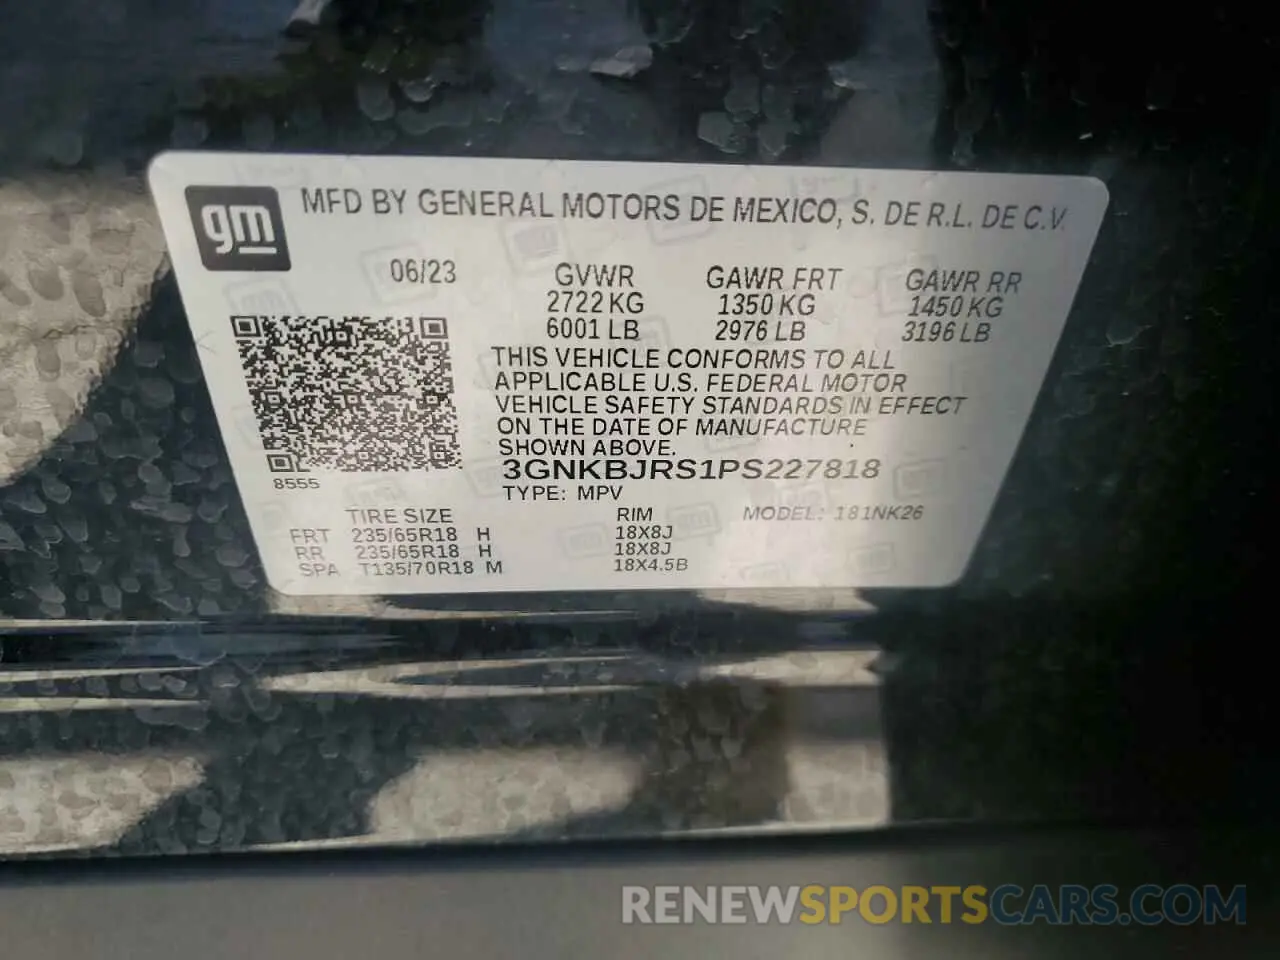 gm
MFD BY GENERAL MOTORS DE MEXICO, S. DE R.L. DE C.V.
06/23 GVWR GAWR FRT GAWR RR
2722 KG 1350 KG 1450 KG
6001 LB 2976 LB 3196 LB
THIS VEHICLE CONFORMS TO ALL
APPLICABLE U.S. FEDERAL MOTOR
VEHICLE SAFETY STANDARDS IN EFFECT
ON THE DATE OF MANUFACTURE
SHOWN ABOVE.
3GNKBJRS1PS227818
8555
TYPE: MPV
TIRE SIZE RIM MODEL: 181NK26
FRT 235/65R18 H 18X8J
RR 235/65R18 H 18X8J
SPA T135/70R18 M 18X4.5B
RENEWSPORTSCARS.COM